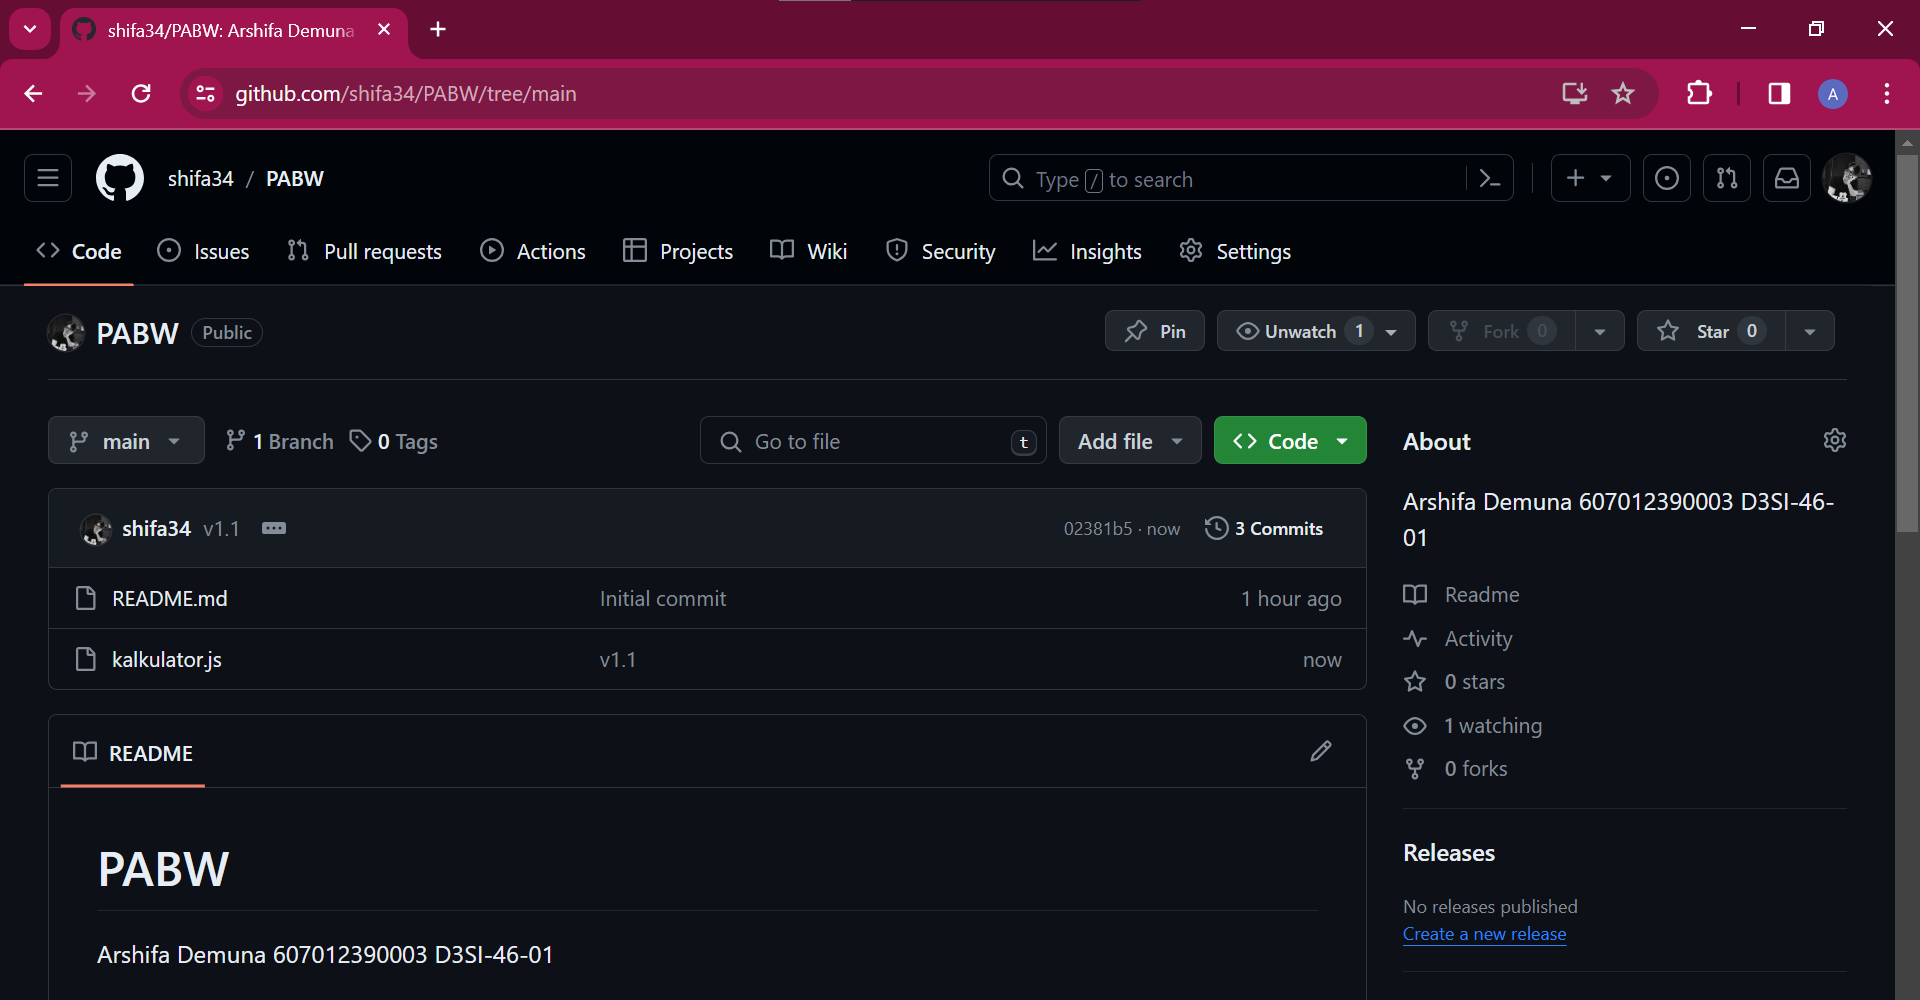 shifa34/PABW: Arshifa Demuna
github.com/shifa34/PABW/tree/main
A
shifa34 / PABW
Type / to search
Code Issues Pull requests Actions Projects Wiki Security Insights Settings
PABW Public
Pin Unwatch 1 Fork 0 Star 0
main 1 Branch 0 Tags Go to file t Add file Code
shifa34 v1.1 02381b5 · now 3 Commits
README.md Initial commit 1 hour ago
kalkulator.js v1.1 now
README
PABW
Arshifa Demuna 607012390003 D3SI-46-01
About
Arshifa Demuna 607012390003 D3SI-46-
01
Readme
Activity
0 stars
1 watching
0 forks
Releases
No releases published
Create a new release